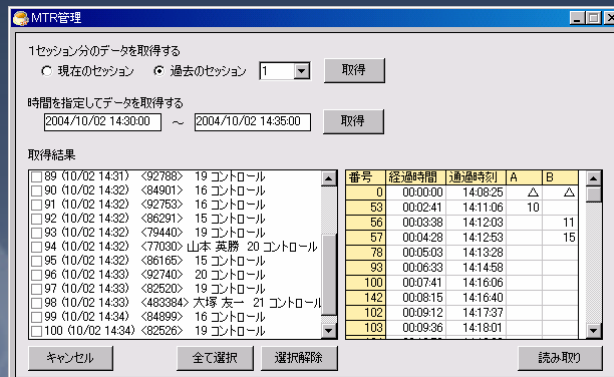 MTR管理
1セッション分のデータを取得する
現在のセッション 過去のセッション 1 取得
時間を指定してデータを取得する
2004/10/02 14:30:00 ～ 2004/10/02 14:35:00 取得
取得結果
89 (10/02 14:31) <92788> 19 コントロール
90 (10/02 14:32) <84901> 16 コントロール
91 (10/02 14:32) <92753> 16 コントロール
92 (10/02 14:32) <86291> 15 コントロール
93 (10/02 14:32) <79440> 19 コントロール
94 (10/02 14:32) <77030> 山本 英勝 20 コントロール
95 (10/02 14:32) <86165> 15 コントロール
96 (10/02 14:33) <92740> 20 コントロール
97 (10/02 14:33) <82520> 19 コントロール
98 (10/02 14:33) <483384> 大塚 友一 21 コントロール
99 (10/02 14:34) <84899> 16 コントロール
100 (10/02 14:34) <82526> 19 コントロール
番号 経過時間 通過時刻 A B
0 00:00:00 14:08:25 △ △
53 00:02:41 14:11:06 10
56 00:03:38 14:12:03 11
57 00:04:28 14:12:53 15
78 00:05:03 14:13:28
93 00:06:33 14:14:58
100 00:07:41 14:16:06
142 00:08:15 14:16:40
102 00:09:12 14:17:37
103 00:09:36 14:18:01
キャンセル 全て選択 選択解除 読み取り